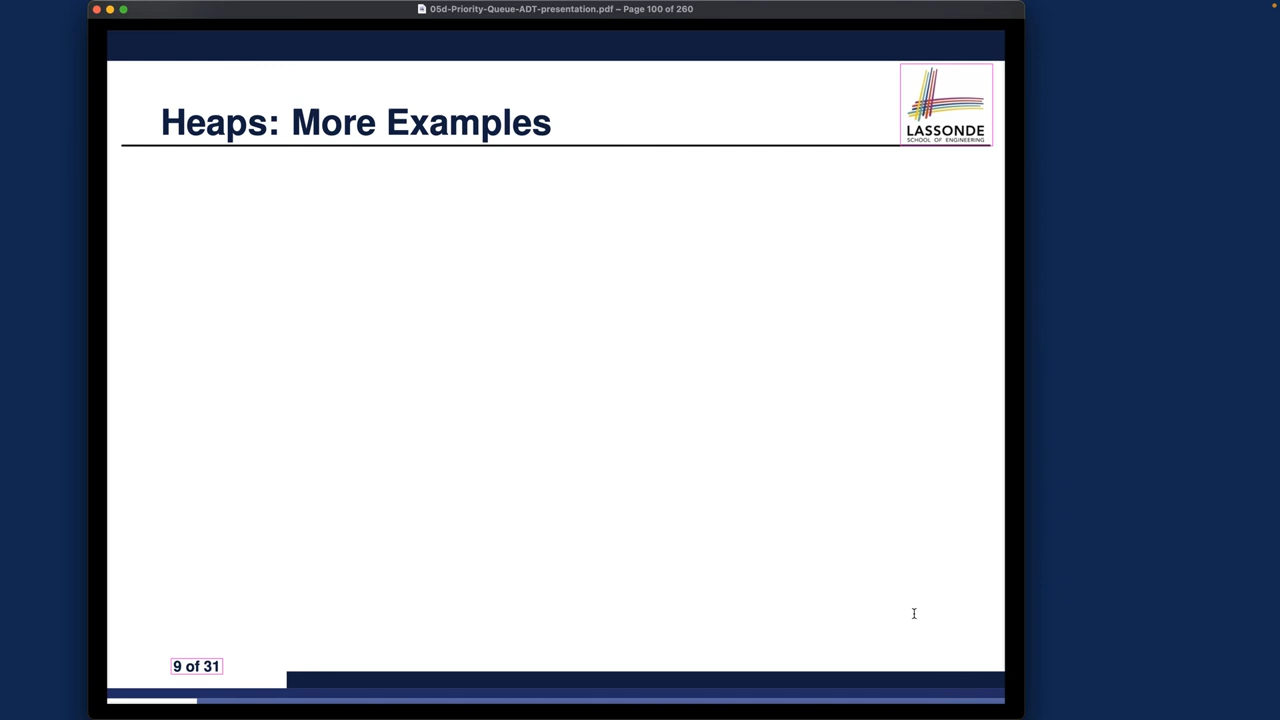 05d-Priority-Queue-ADT-presentation.pdf – Page 100 of 260
Heaps: More Examples
LASSONDE
SCHOOL OF ENGINEERING
9 of 31